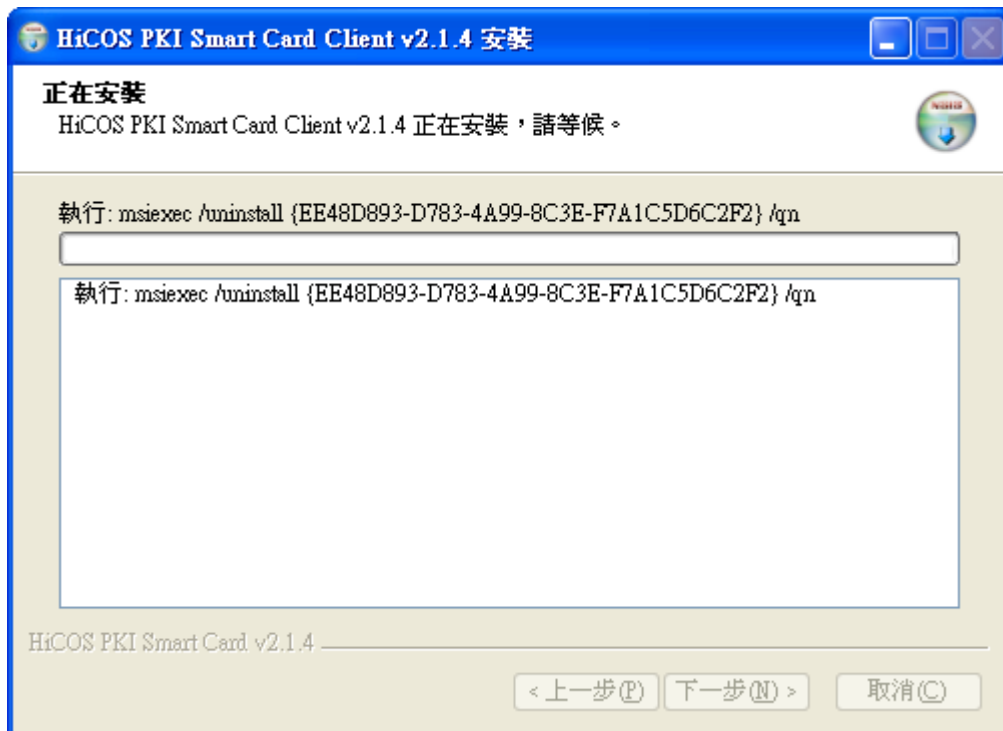 HiCOS PKI Smart Card Client v2.1.4 安裝
正在安裝
HiCOS PKI Smart Card Client v2.1.4 正在安裝，請等候。
執行: msiexec /uninstall {EE48D893-D783-4A99-8C3E-F7A1C5D6C2F2} /qn
執行: msiexec /uninstall {EE48D893-D783-4A99-8C3E-F7A1C5D6C2F2} /qn
HiCOS PKI Smart Card v2.1.4
< 上一步(P) 下一步(N) > 取消(C)